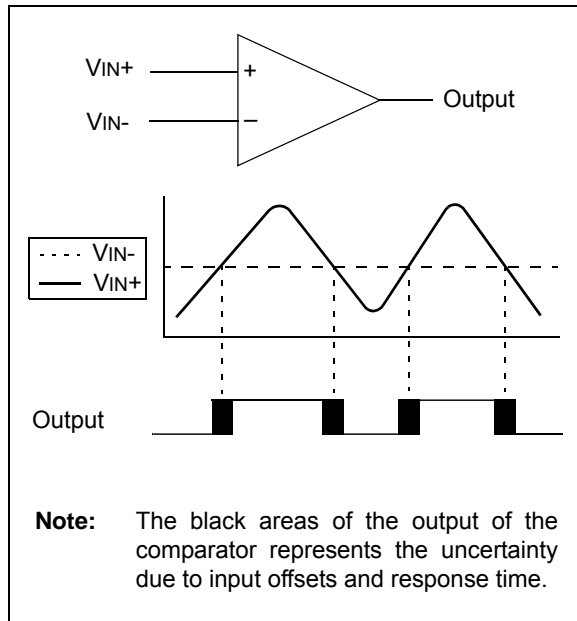 VIN+
+
Output
VIN-
−
VIN-
VIN+
Output
Note: The black areas of the output of the
comparator represents the uncertainty
due to input offsets and response time.